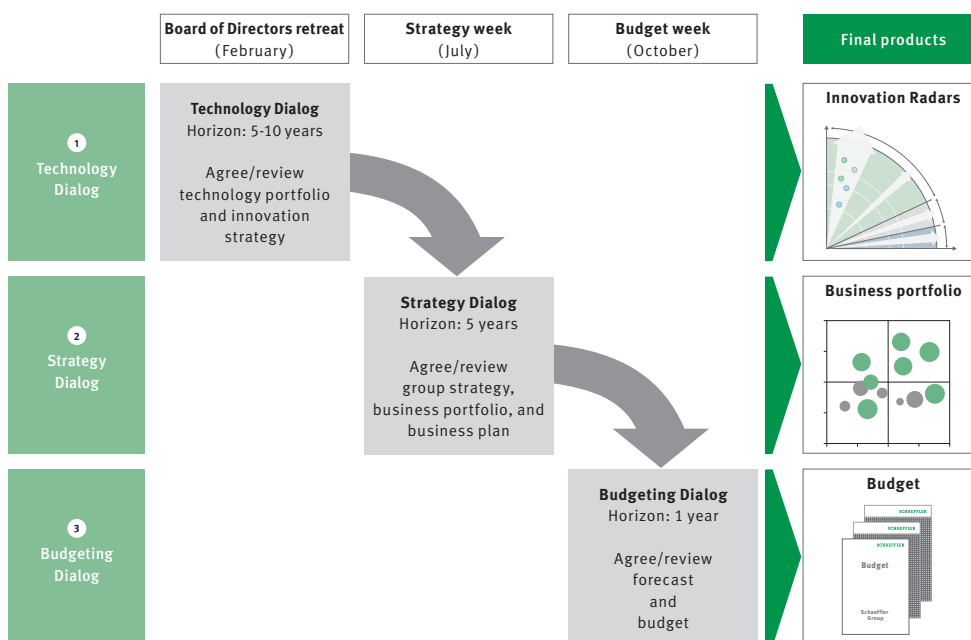 Board of Directors retreat
(February)
Strategy week
(July)
Budget week
(October)
Final products
1
Technology
Dialog
Technology Dialog
Horizon: 5-10 years
Agree/review
technology portfolio
and innovation
strategy
Innovation Radars
2
Strategy
Dialog
Strategy Dialog
Horizon: 5 years
Agree/review
group strategy,
business portfolio, and
business plan
Business portfolio
3
Budgeting
Dialog
Budgeting Dialog
Horizon: 1 year
Agree/review
forecast
and
budget
Budget
SCHAEFFLER
SCHAEFFLER
SCHAEFFLER
Budget
Schaeffler
Group